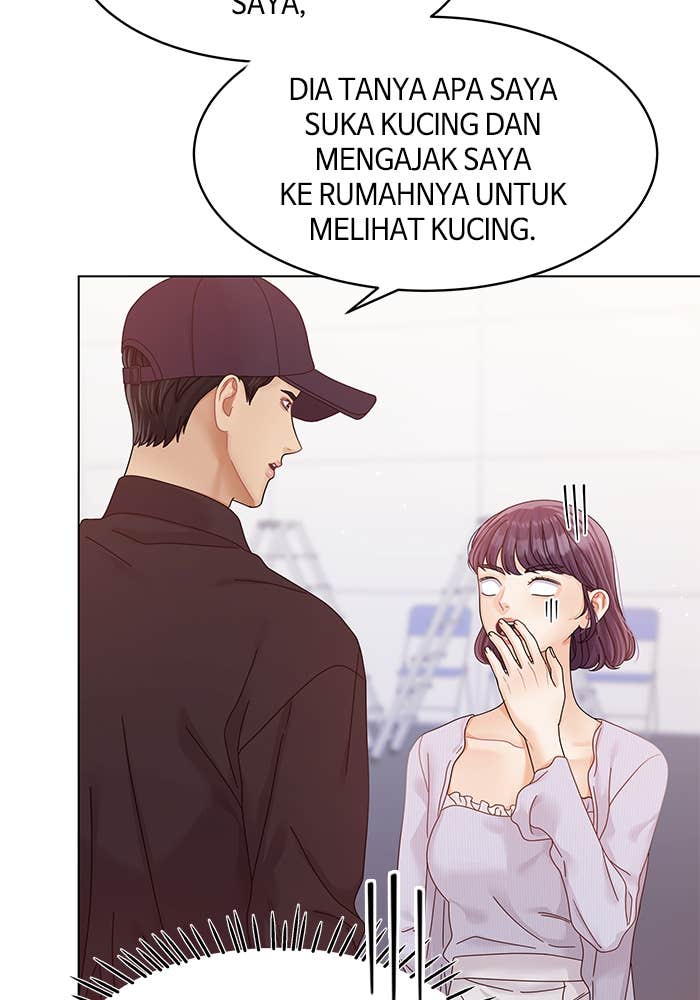 SAYA,
DIA TANYA APA SAYA
SUKA KUCING DAN
MENGAJAK SAYA
KE RUMAHNYA UNTUK
MELIHAT KUCING.